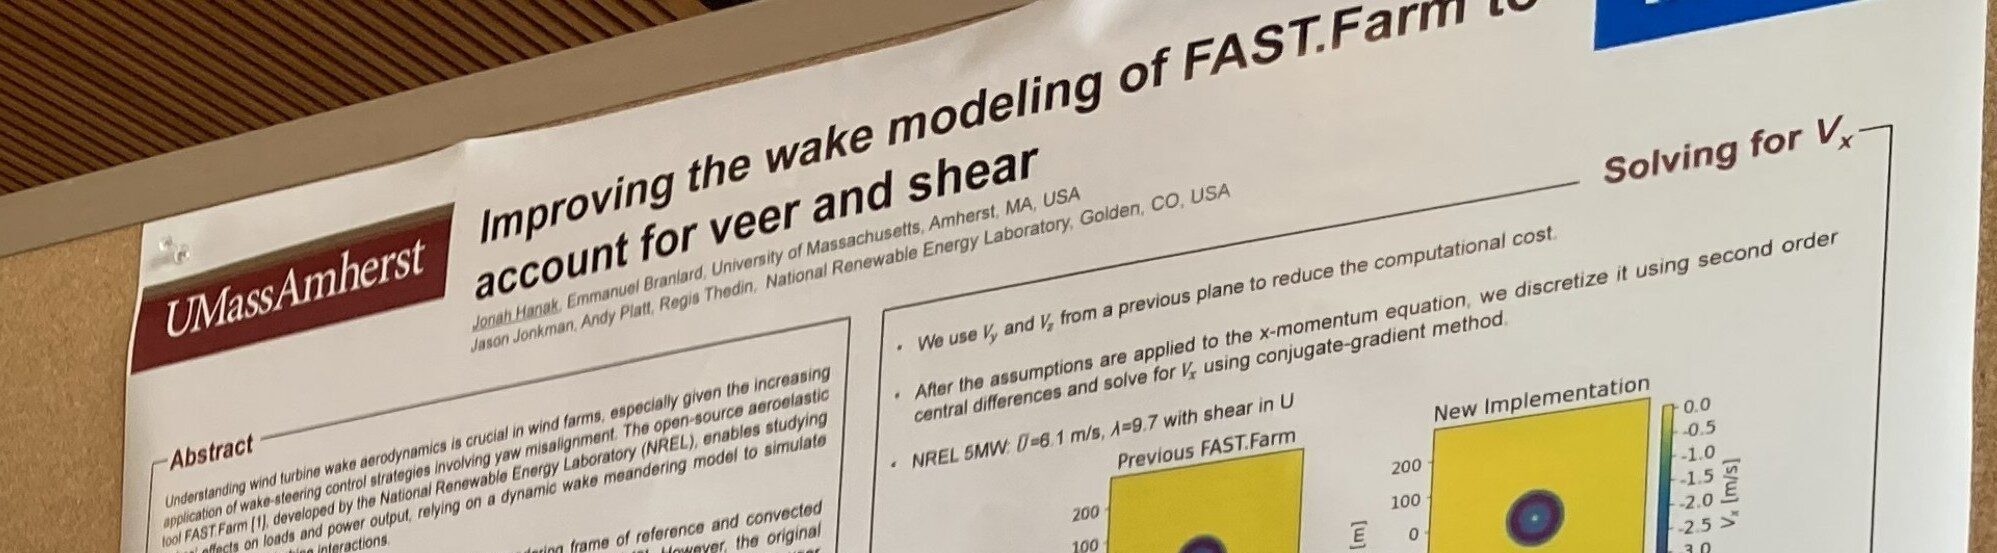 Improving the wake modeling of FAST.Farm to
account for veer and shear
Jonah Hanak, Emmanuel Branlard, University of Massachusetts, Amherst, MA, USA
Jason Jonkman, Andy Platt, Regis Thedin, National Renewable Energy Laboratory, Golden, CO, USA
UMassAmherst
Abstract
Understanding wind turbine wake aerodynamics is crucial in wind farms, especially given the increasing
application of wake-steering control strategies involving yaw misalignment. The open-source aeroelastic
tool FAST.Farm [1], developed by the National Renewable Energy Laboratory (NREL), enables studying
effects on loads and power output, relying on a dynamic wake meandering model to simulate
interactions.
frame of reference and convected
However, the original
Solving for Vx
• We use Vy and Vz from a previous plane to reduce the computational cost.
• After the assumptions are applied to the x-momentum equation, we discretize it using second order
central differences and solve for Vx using conjugate-gradient method.
• NREL 5MW: U̅=6.1 m/s, λ=9.7 with shear in U
Previous FAST.Farm
200
100
New Implementation
200
100
0
[m]
0.0
-0.5
-1.0
-1.5
-2.0
-2.5
Vx [m/s]